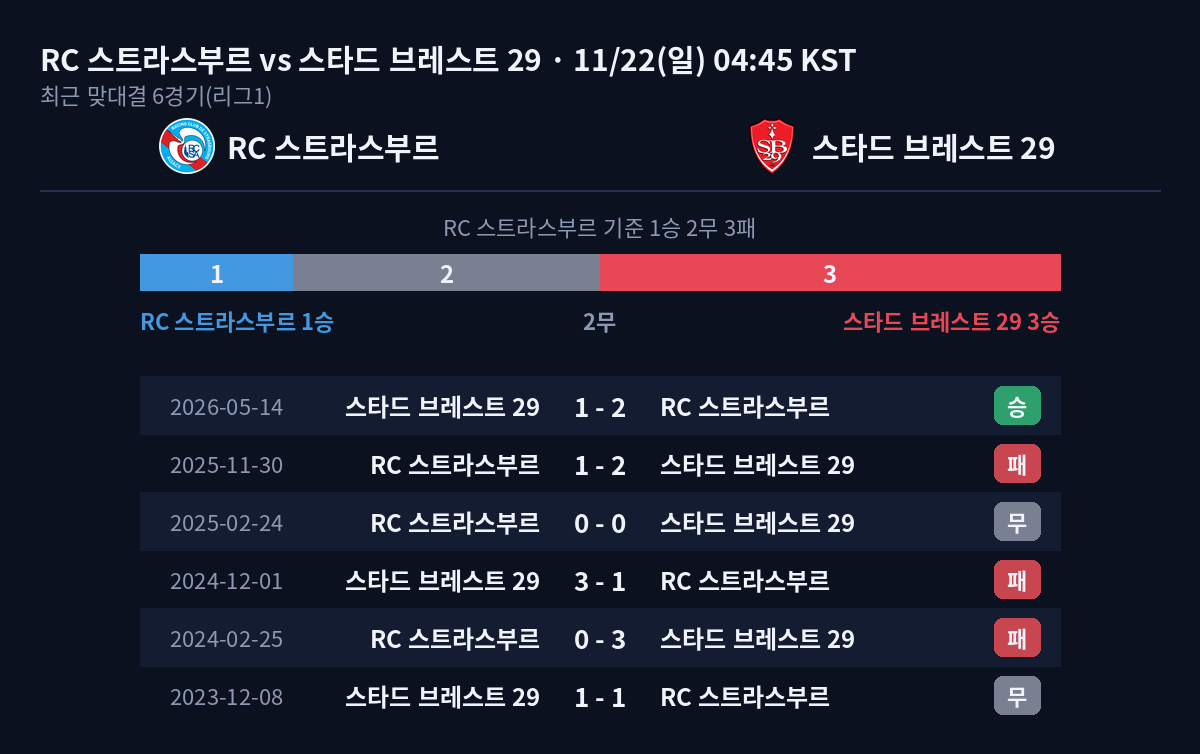 RC 스트라스부르 vs 스타드 브레스트 29 · 11/22(일) 04:45 KST
최근 맞대결 6경기(리그1)
RC 스트라스부르
SB
29
스타드 브레스트 29
RC 스트라스부르 기준 1승 2무 3패
1 2 3
RC 스트라스부르 1승 2무 스타드 브레스트 29 3승
2026-05-14 스타드 브레스트 29 1 - 2 RC 스트라스부르 승
2025-11-30 RC 스트라스부르 1 - 2 스타드 브레스트 29 패
2025-02-24 RC 스트라스부르 0 - 0 스타드 브레스트 29 무
2024-12-01 스타드 브레스트 29 3 - 1 RC 스트라스부르 패
2024-02-25 RC 스트라스부르 0 - 3 스타드 브레스트 29 패
2023-12-08 스타드 브레스트 29 1 - 1 RC 스트라스부르 무